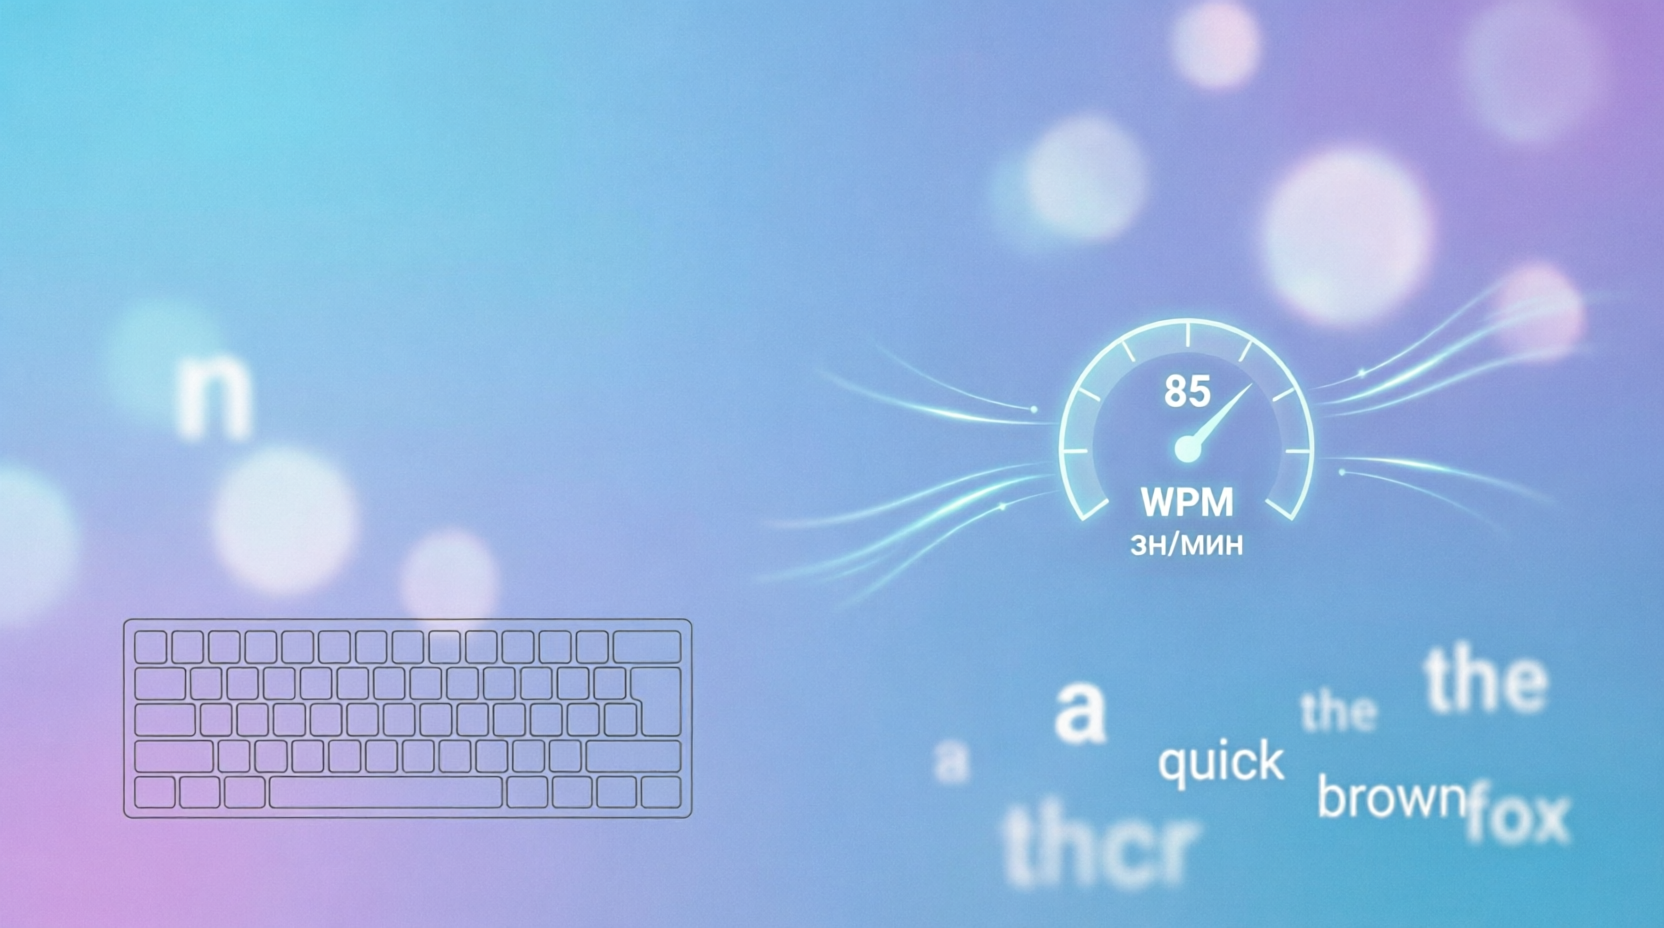 n
85
WPM
зн/мин
the
the
a
quick
a
brown
fox
thcr